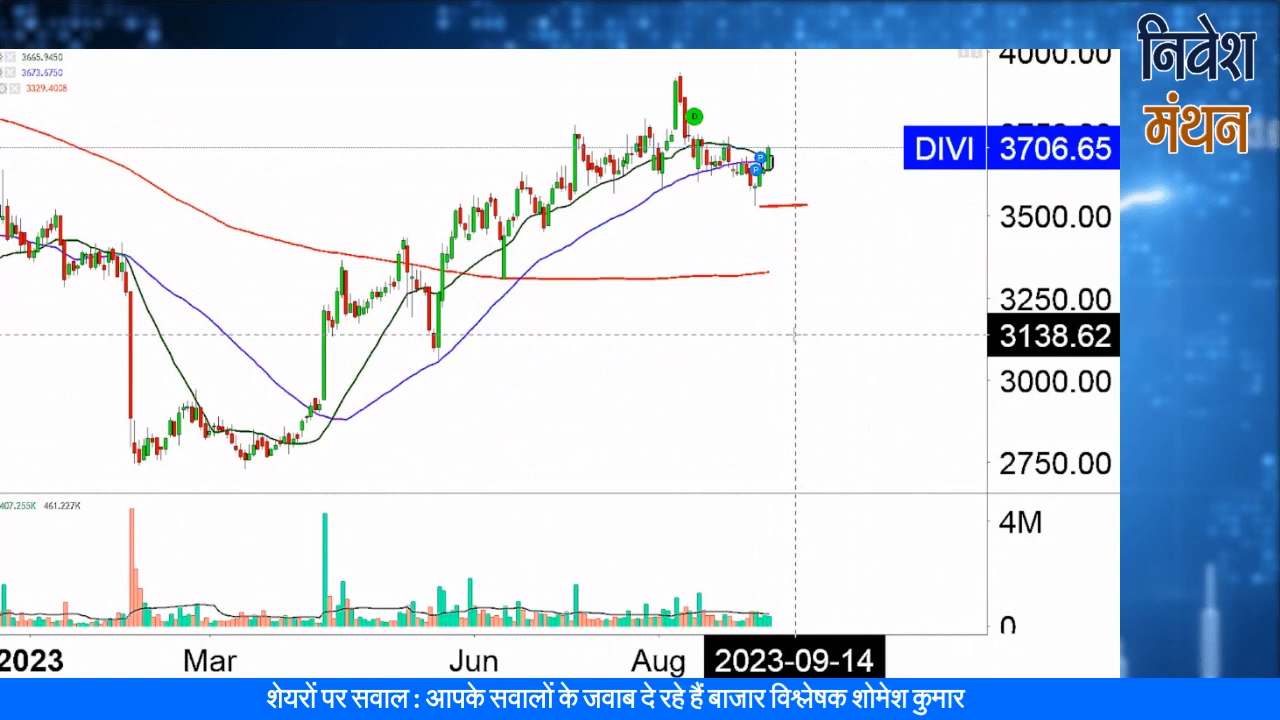 निवेश
मंथन
3665.9450
3673.6750
3329.4008
4000.00
DIVI 3706.65
3500.00
3250.00
3138.62
3000.00
2750.00
407.255K 461.227K
4M
0
2023 Mar Jun Aug 2023-09-14
शेयरों पर सवाल : आपके सवालों के जवाब दे रहे हैं बाजार विश्लेषक शोमेश कुमार